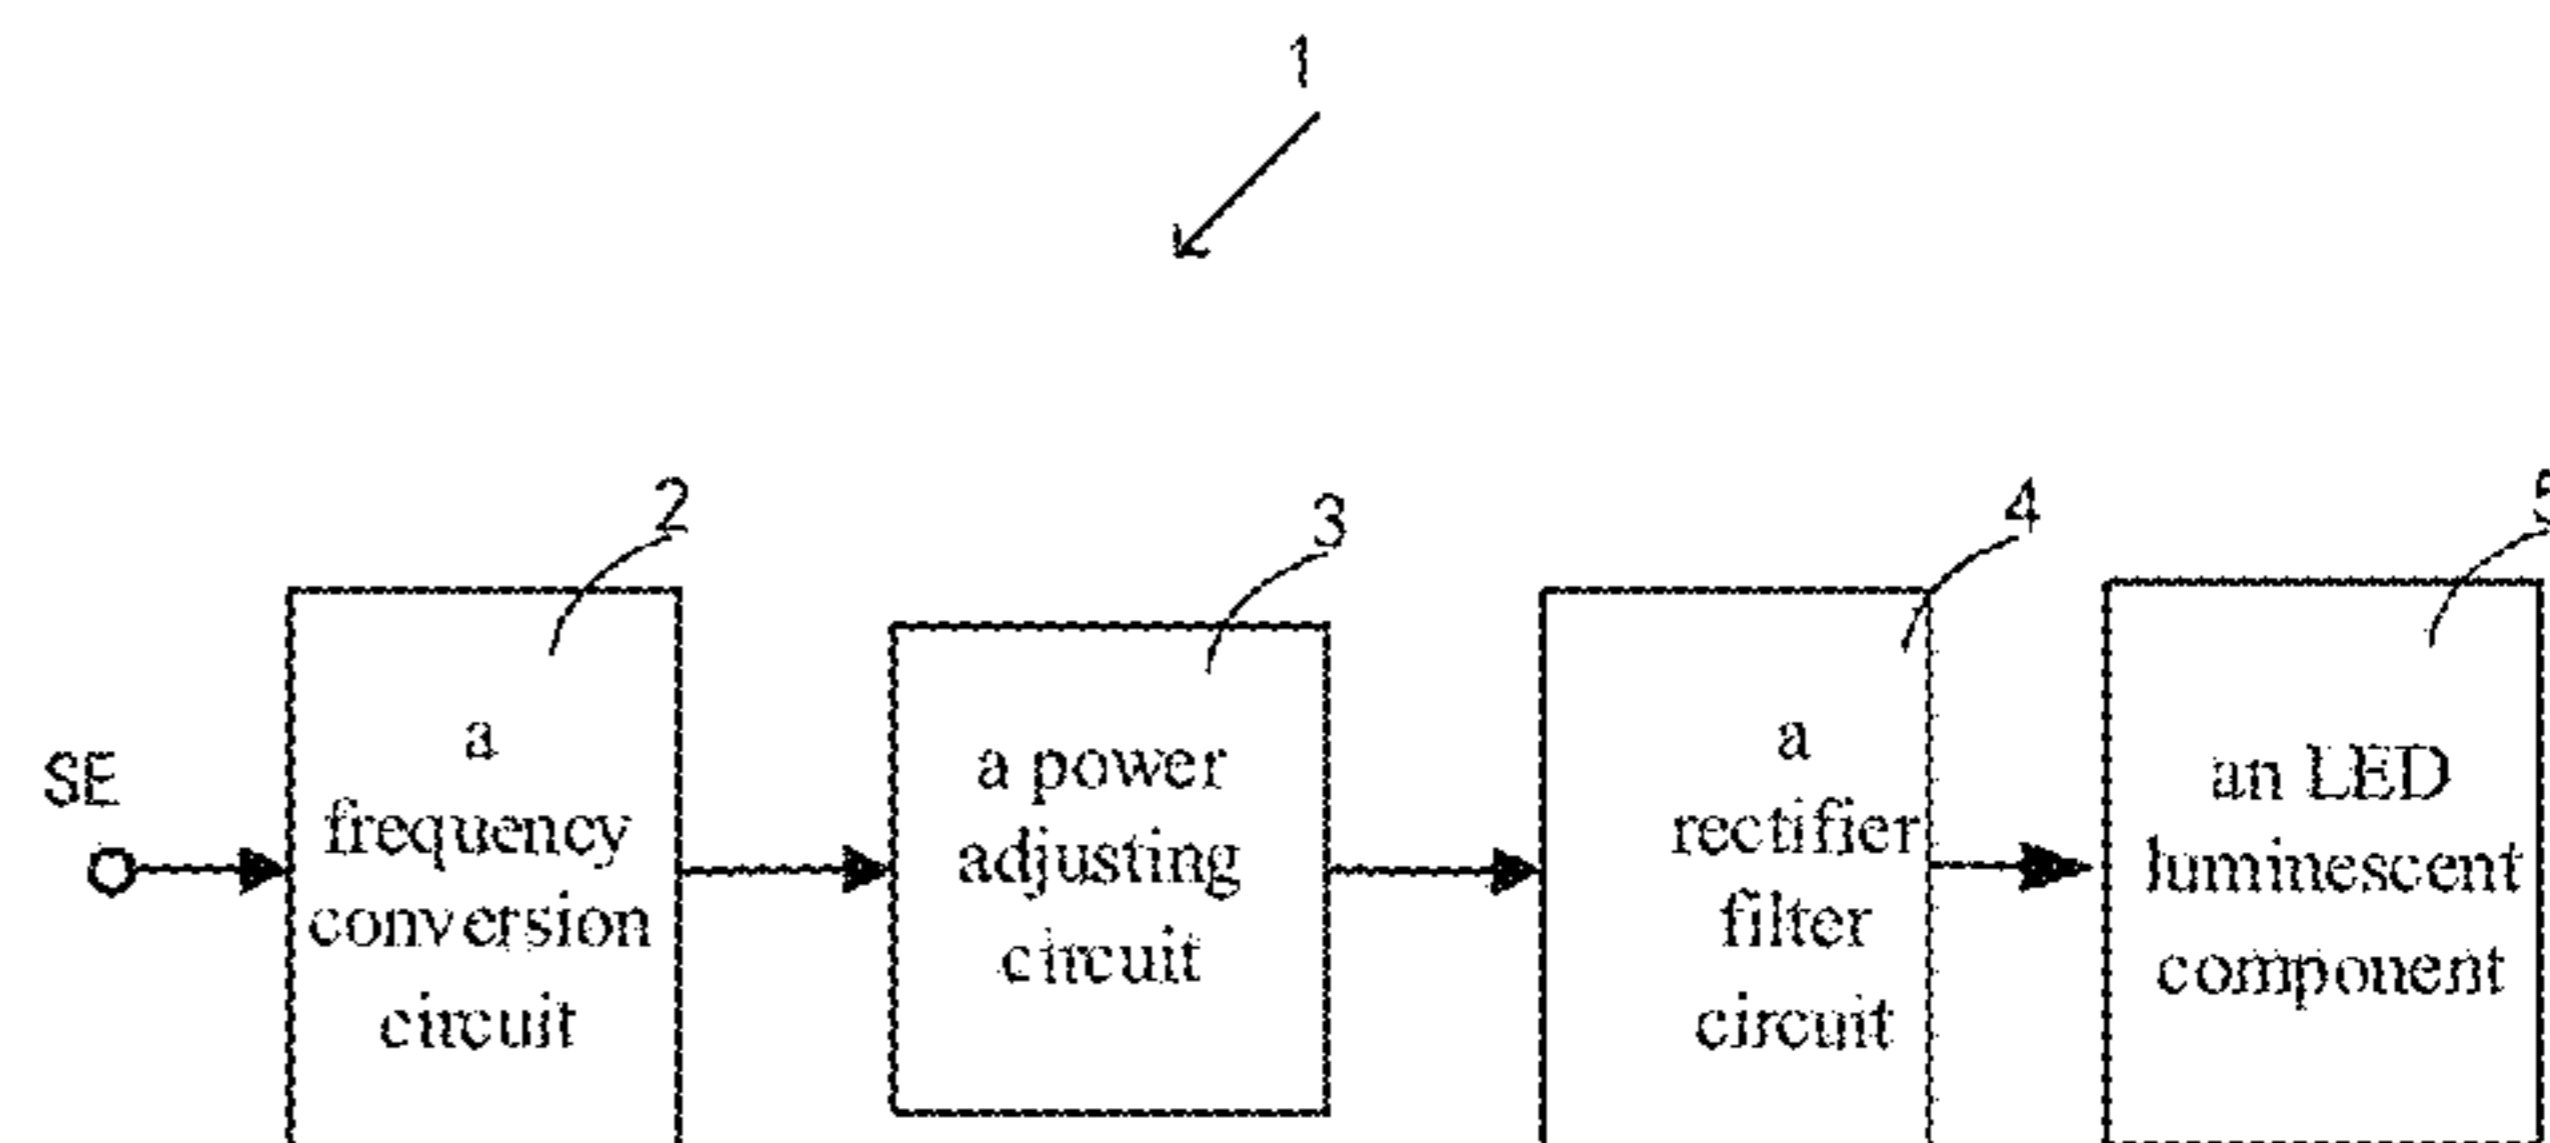 1
2
3
4
5
SE
a
frequency
conversion
circuit
a power
adjusting
circuit
a
rectifier
filter
circuit
an LED
luminescent
component